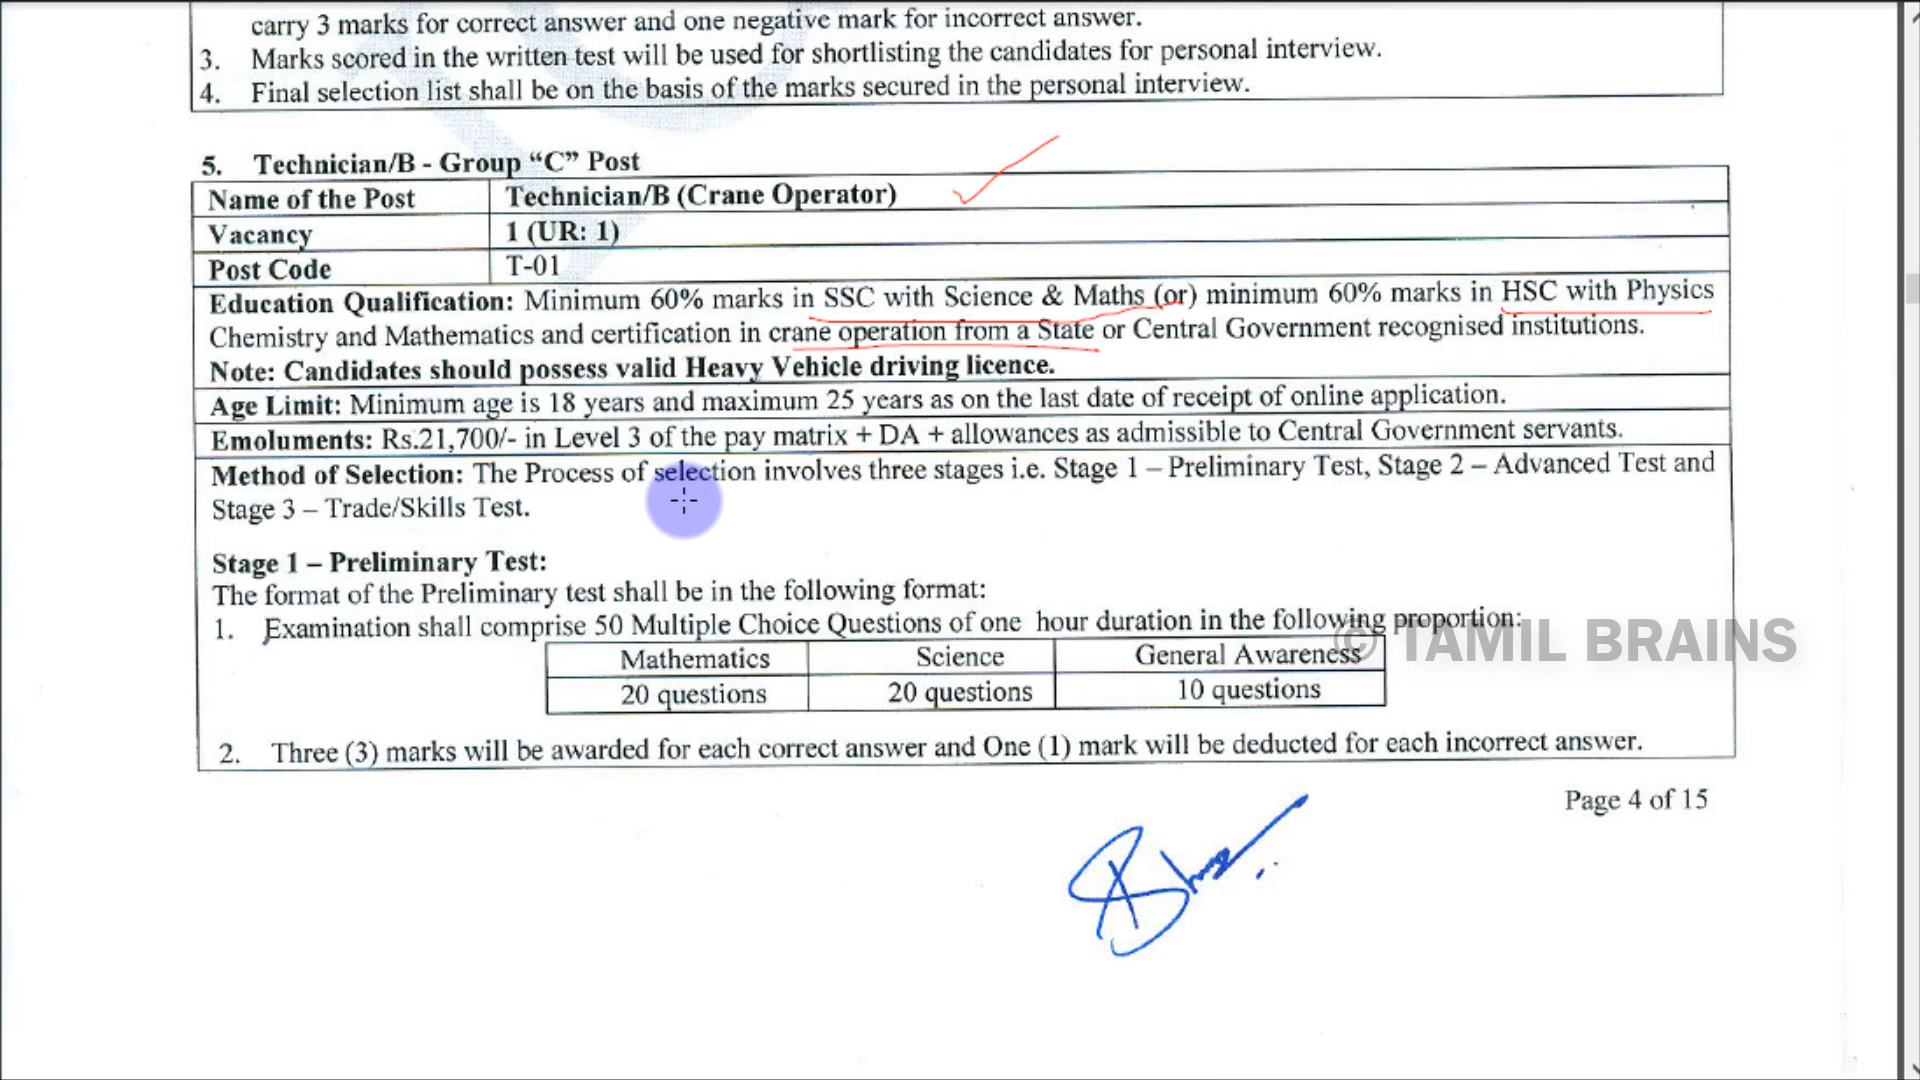 carry 3 marks for correct answer and one negative mark for incorrect answer.
3. Marks scored in the written test will be used for shortlisting the candidates for personal interview.
4. Final selection list shall be on the basis of the marks secured in the personal interview.
5. Technician/B - Group “C” Post
Name of the Post Technician/B (Crane Operator)
Vacancy 1 (UR: 1)
Post Code T-01
Education Qualification: Minimum 60% marks in SSC with Science & Maths (or) minimum 60% marks in HSC with Physics
Chemistry and Mathematics and certification in crane operation from a State or Central Government recognised institutions.
Note: Candidates should possess valid Heavy Vehicle driving licence.
Age Limit: Minimum age is 18 years and maximum 25 years as on the last date of receipt of online application.
Emoluments: Rs.21,700/- in Level 3 of the pay matrix + DA + allowances as admissible to Central Government servants.
Method of Selection: The Process of selection involves three stages i.e. Stage 1 – Preliminary Test, Stage 2 – Advanced Test and
Stage 3 – Trade/Skills Test.
Stage 1 – Preliminary Test:
The format of the Preliminary test shall be in the following format:
1. Examination shall comprise 50 Multiple Choice Questions of one hour duration in the following proportion:
© TAMIL BRAINS
Mathematics Science General Awareness
20 questions 20 questions 10 questions
2. Three (3) marks will be awarded for each correct answer and One (1) mark will be deducted for each incorrect answer.
Page 4 of 15